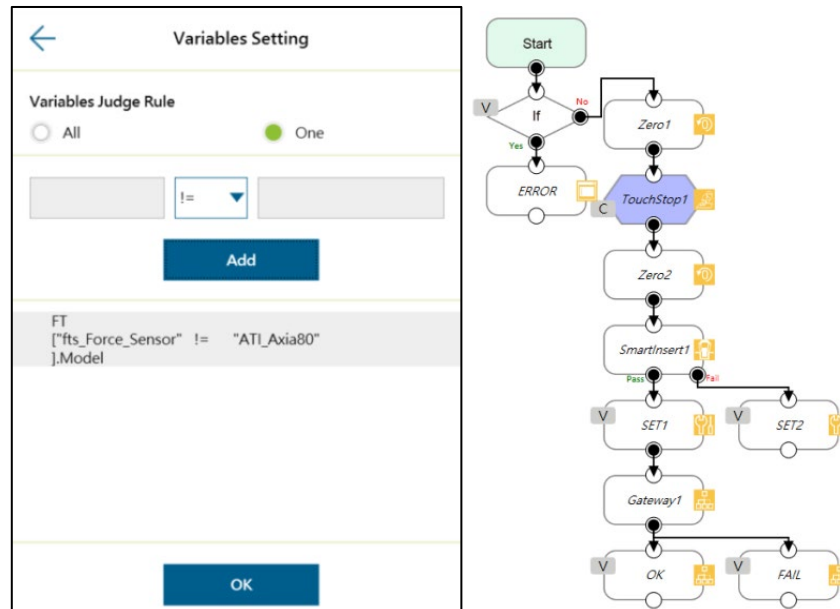 Variables Setting
Variables Judge Rule
All
One
!=
Add
FT
["fts_Force_Sensor" != "ATI_Axia80"
].Model
OK
Start
V
If
No
Yes
Zero1
ERROR
C
TouchStop1
Zero2
SmartInsert1
Pass
Fail
V
SET1
V
SET2
Gateway1
V
OK
V
FAIL